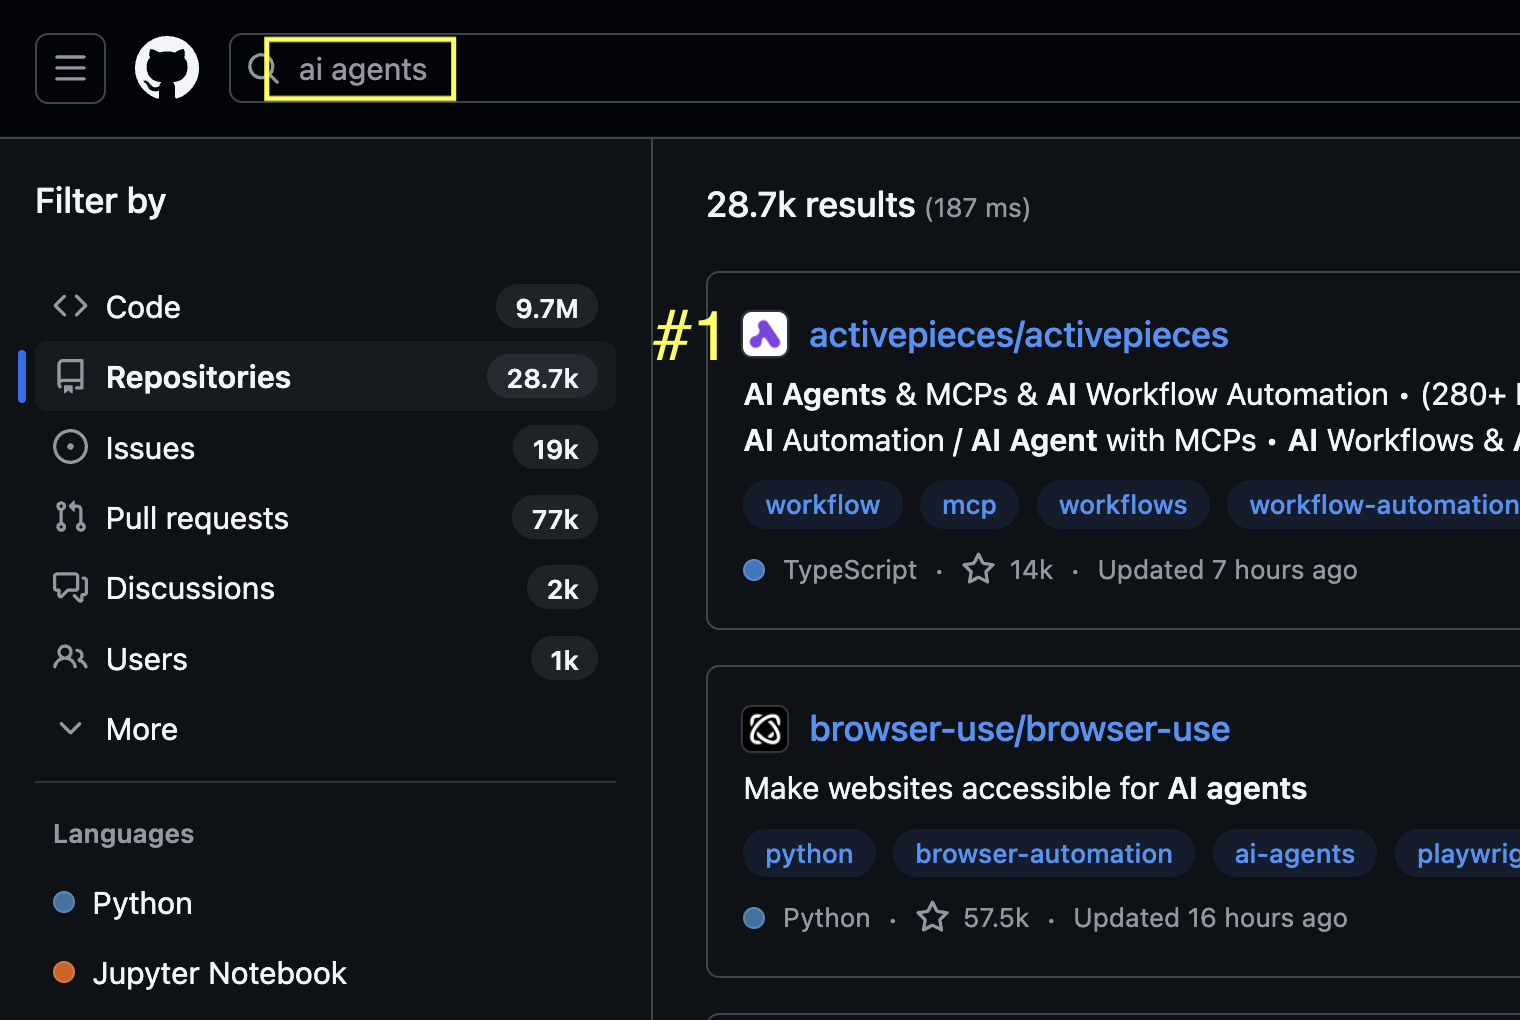 ai agents
Filter by
Code 9.7M
Repositories 28.7k
Issues 19k
Pull requests 77k
Discussions 2k
Users 1k
More
Languages
Python
Jupyter Notebook
28.7k results (187 ms)
#1 activepieces/activepieces
AI Agents & MCPs & AI Workflow Automation • (280+
AI Automation / AI Agent with MCPs • AI Workflows &
workflow mcp workflows workflow-automation
TypeScript · 14k · Updated 7 hours ago
browser-use/browser-use
Make websites accessible for AI agents
python browser-automation ai-agents playwrig
Python · 57.5k · Updated 16 hours ago